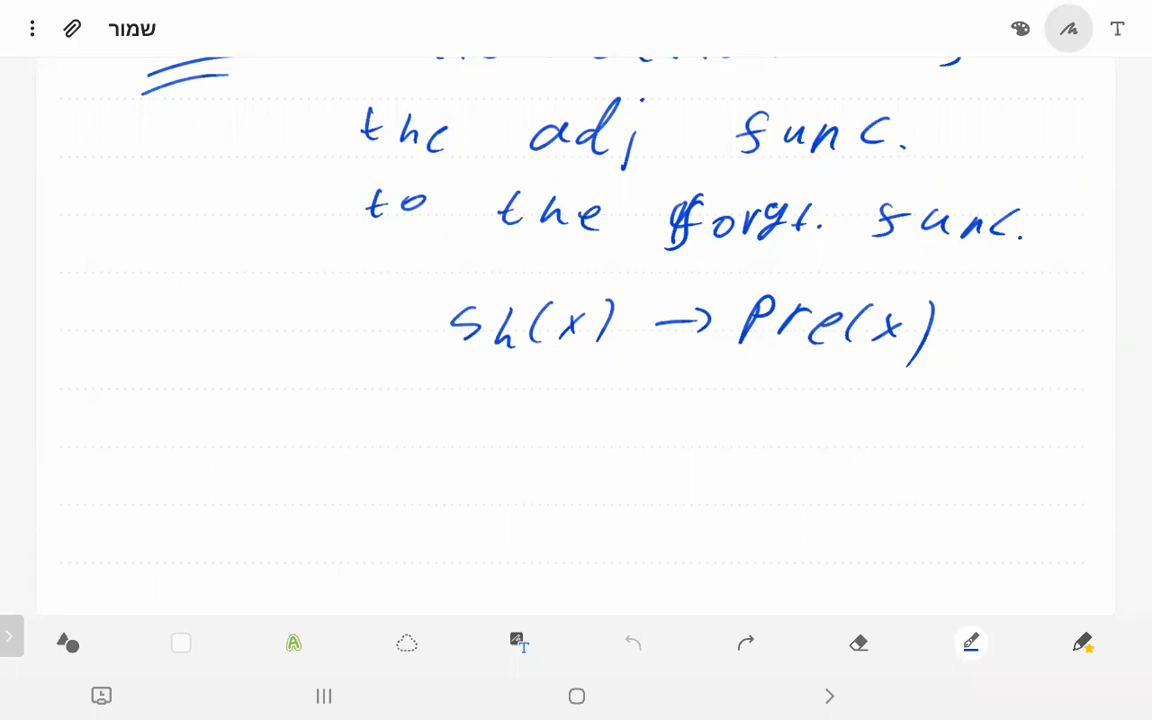 שמור
T
the adj func.
to the forgt. func.
Sh(x) → Pre(x)